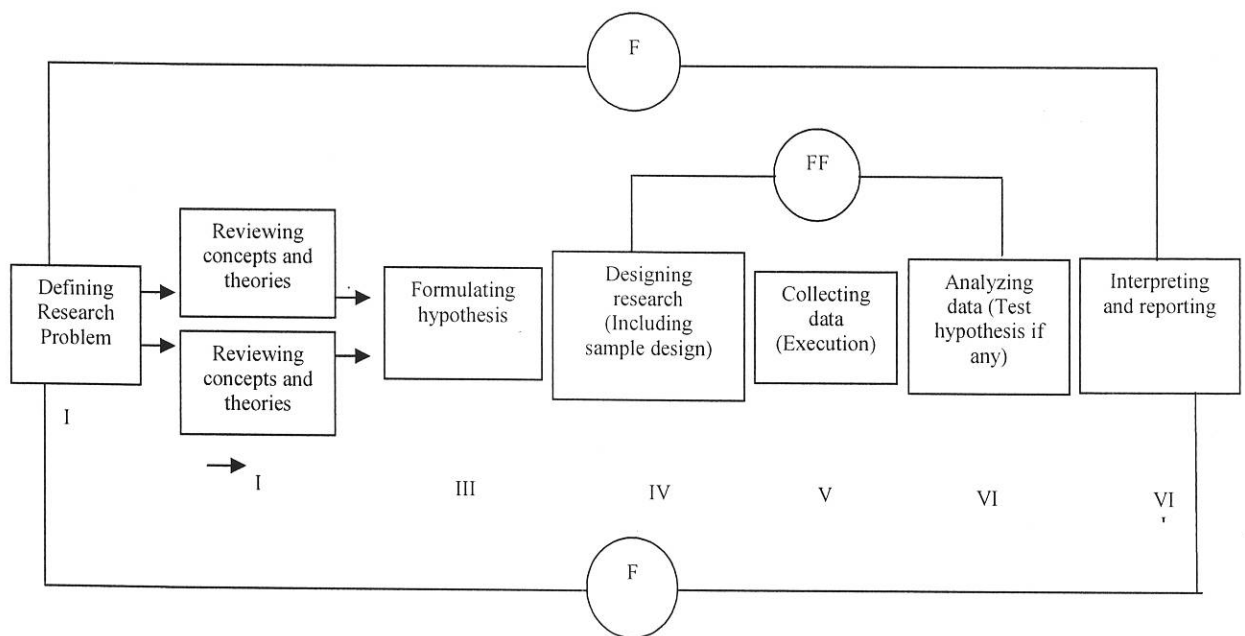 F
FF
Defining
Research
Problem
Reviewing
concepts and
theories
Reviewing
concepts and
theories
Formulating
hypothesis
Designing
research
(Including
sample design)
Collecting
data
(Execution)
Analyzing
data (Test
hypothesis if
any)
Interpreting
and reporting
I
I
III
IV
V
VI
VI
F